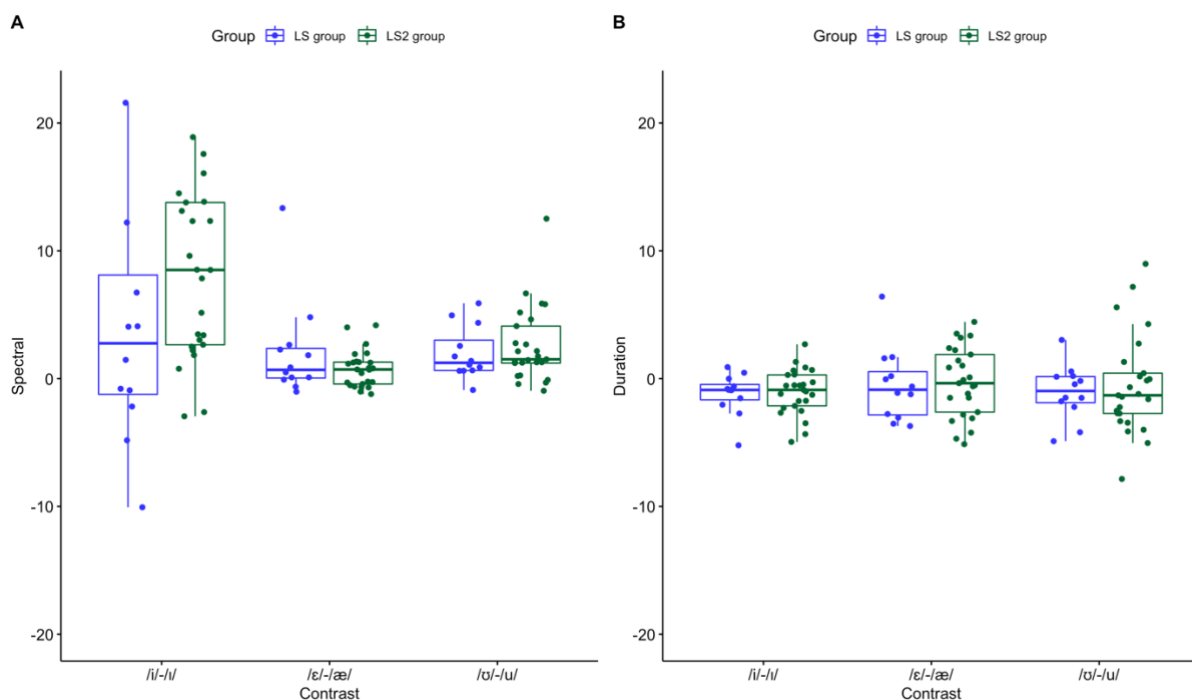 A
Group LS group LS2 group
20
10
0
-10
-20
Spectral
/i/-/ɪ/ /ɛ/-/æ/ /ʊ/-/u/
Contrast
B
Group LS group LS2 group
20
10
0
-10
-20
Duration
/i/-/ɪ/ /ɛ/-/æ/ /ʊ/-/u/
Contrast